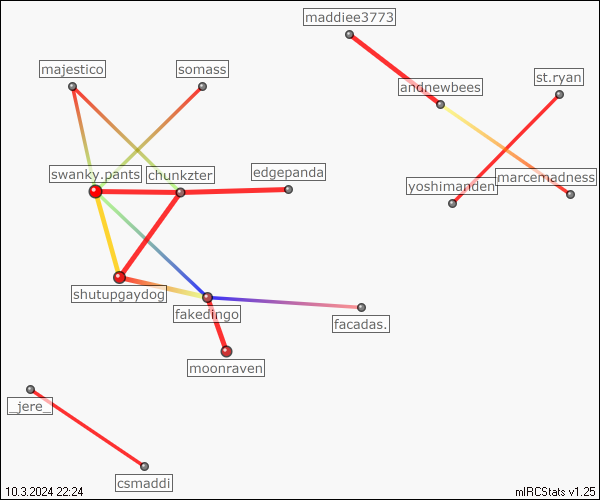 maddiee3773
majestico
somass
st.ryan
andnewbees
swanky.pants
chunkzter
edgepanda
yoshimanden
marcemadness
shutupgaydog
fakedingo
facadas.
moonraven
_jere_
csmaddi
10.3.2024 22:24
mIRCStats v1.25